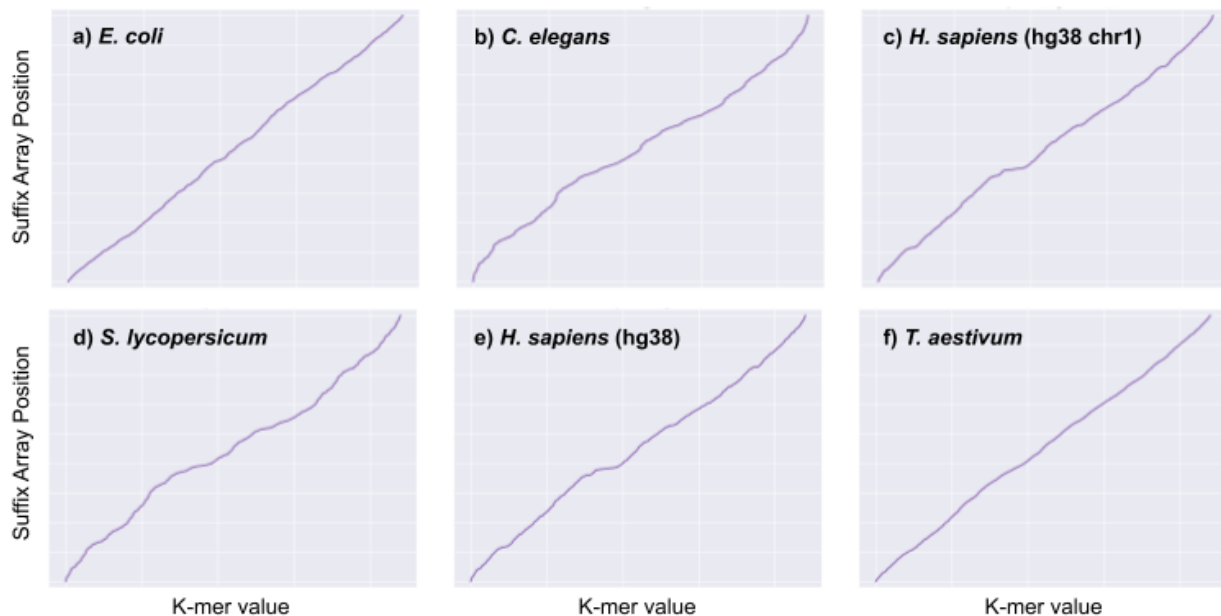 a) E. coli
b) C. elegans
c) H. sapiens (hg38 chr1)
Suffix Array Position
d) S. lycopersicum
e) H. sapiens (hg38)
f) T. aestivum
Suffix Array Position
K-mer value
K-mer value
K-mer value